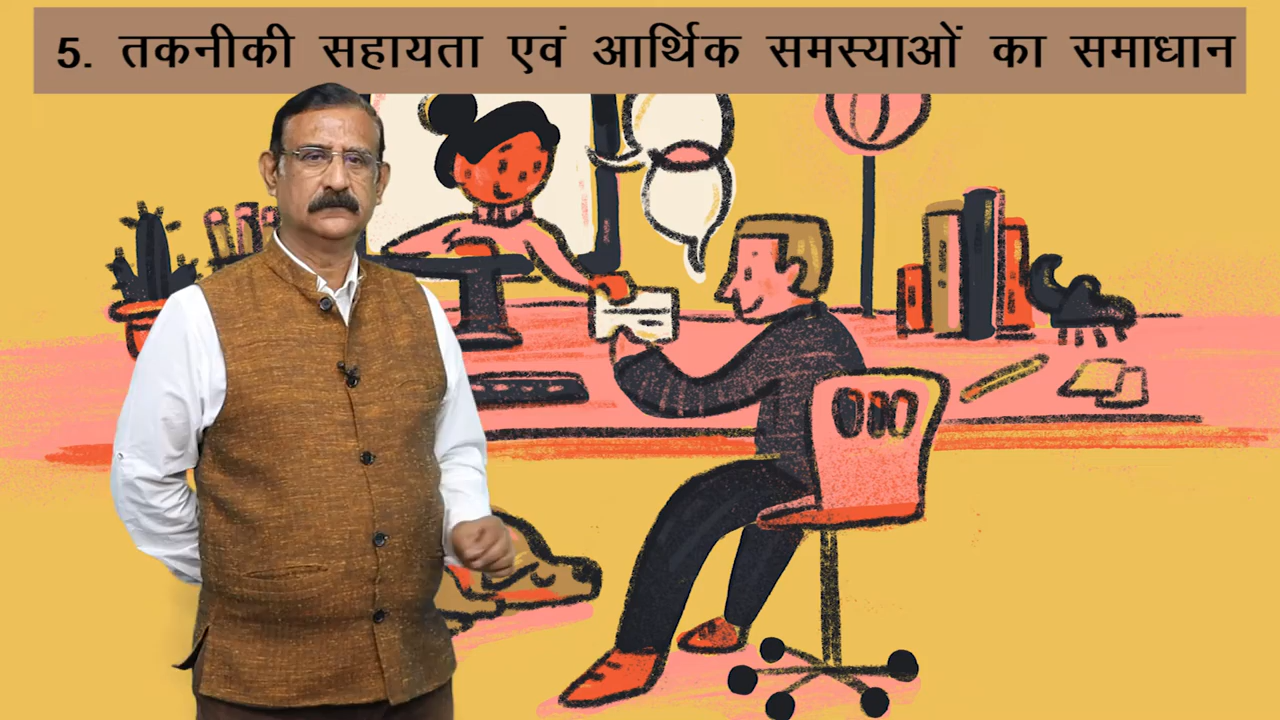 5. तकनीकी सहायता एवं आर्थिक समस्याओं का समाधान